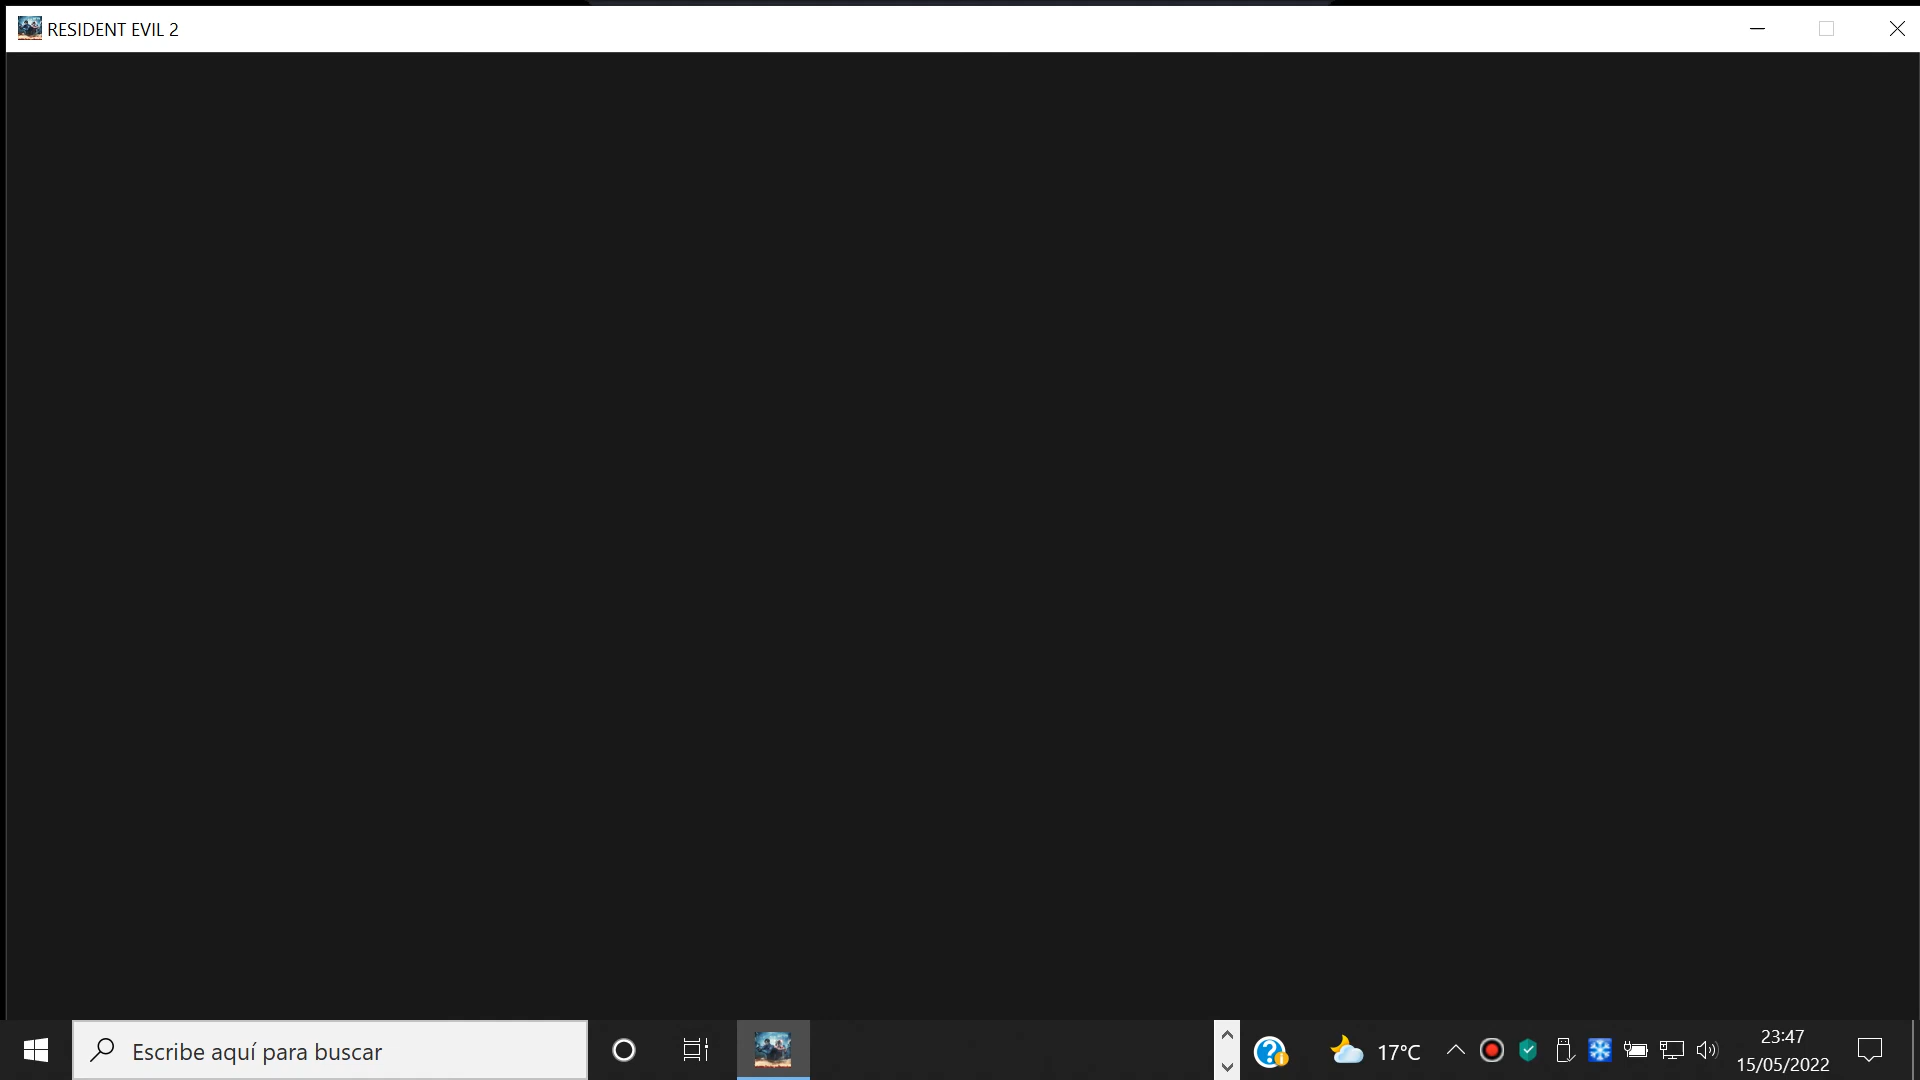 RESIDENT EVIL 2
Escribe aquí para buscar
17°C
23:47
15/05/2022